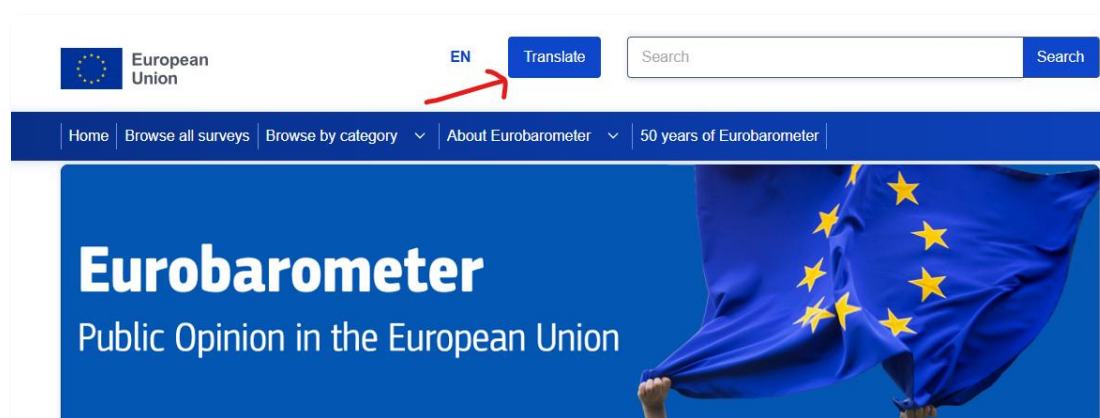 European
Union
EN
Translate
Search
Search
Home
Browse all surveys
Browse by category
About Eurobarometer
50 years of Eurobarometer
Eurobarometer
Public Opinion in the European Union